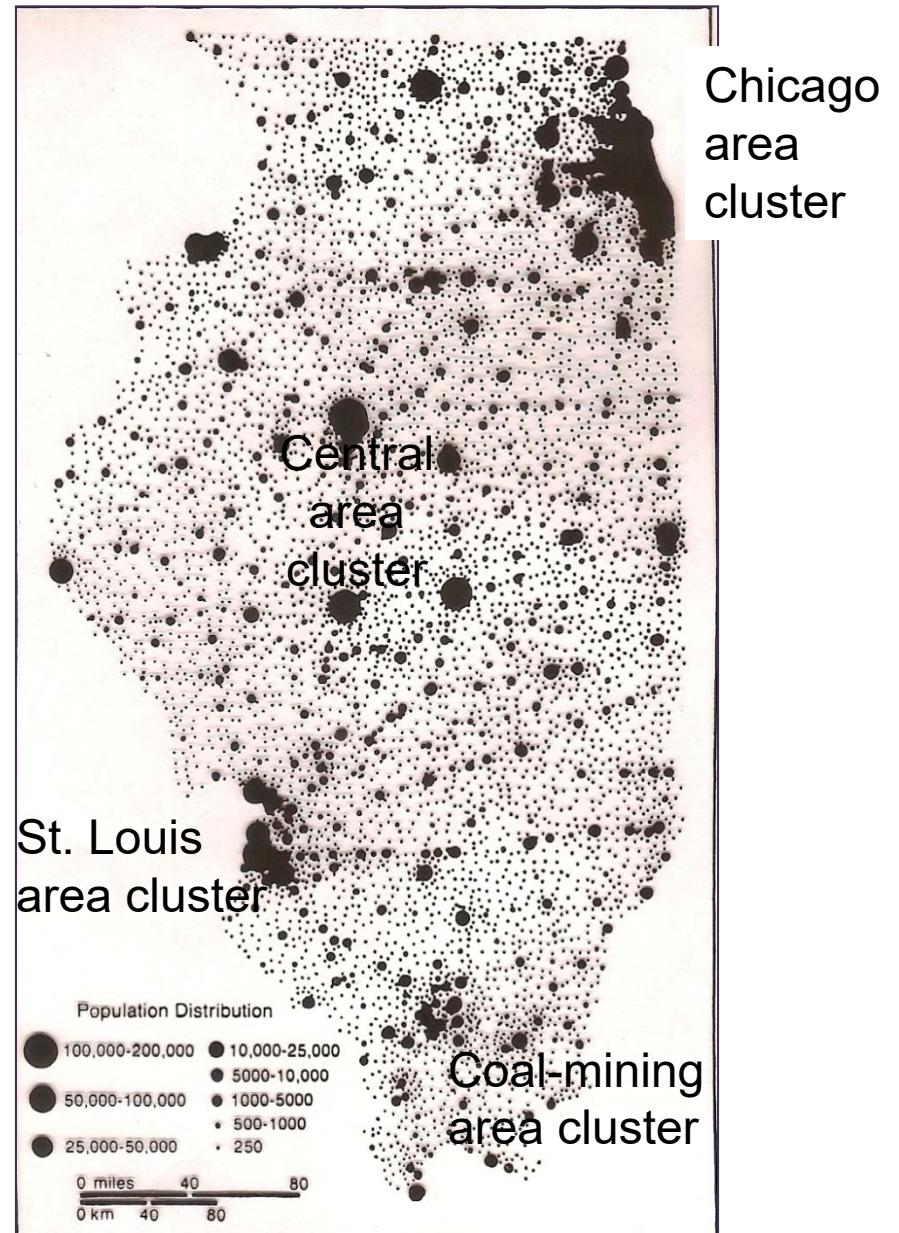 Chicago
area
cluster
Central
area
cluster
St. Louis
area cluster
Population Distribution
100,000-200,000
50,000-100,000
25,000-50,000
10,000-25,000
5000-10,000
1000-5000
500-1000
250
0 miles 40 80
0 km 40 80
Coal-mining
area cluster